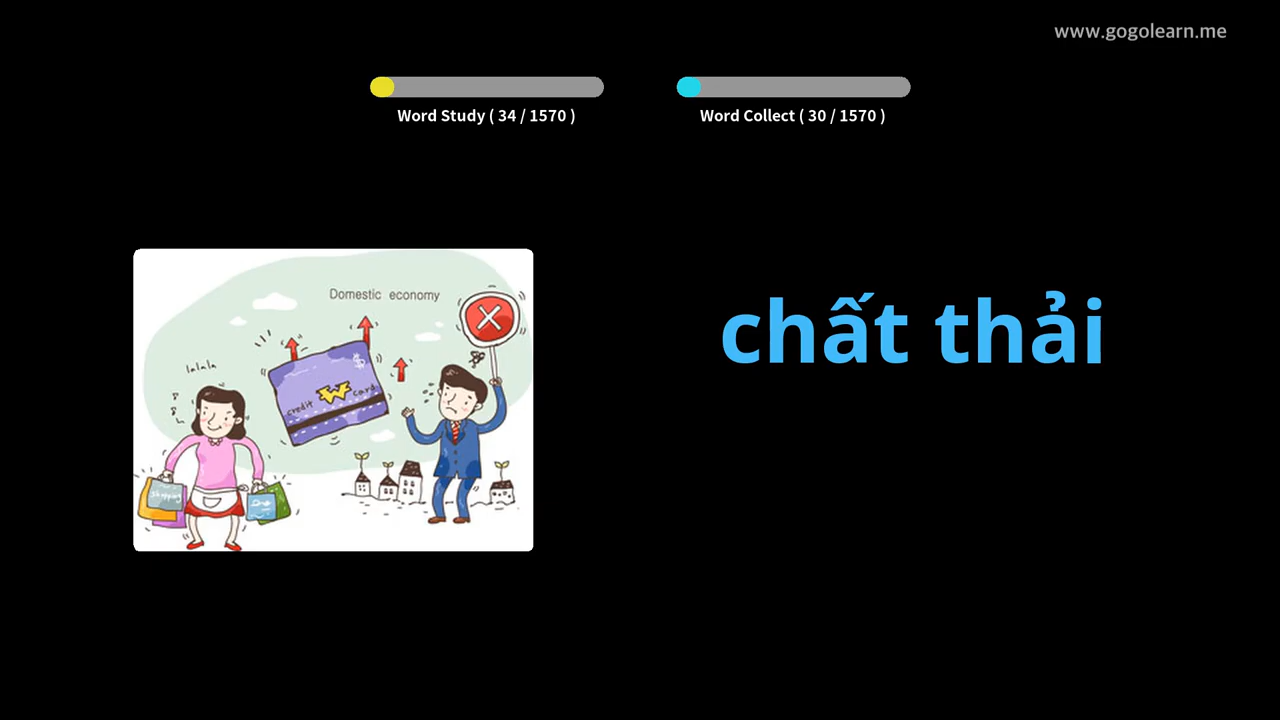 www.gogolearn.me
Word Study ( 34 / 1570 )
Word Collect ( 30 / 1570 )
Domestic economy
lalala
credit
card
$
W
shopping
chất thải